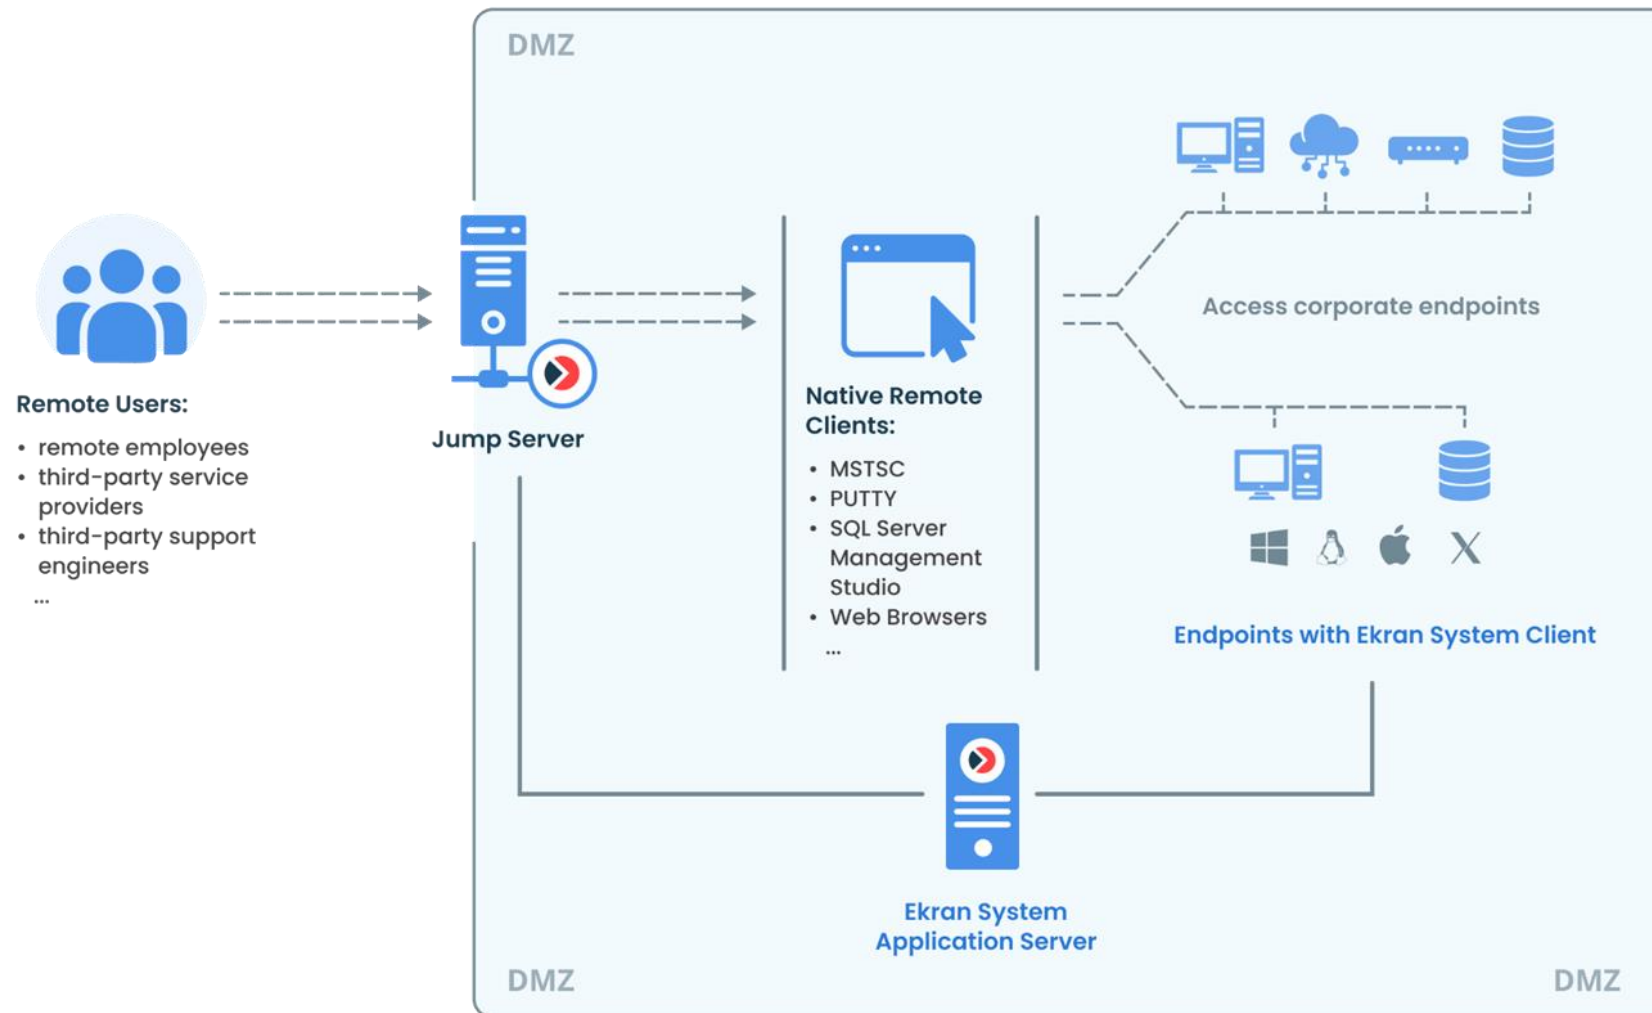 DMZ
Access corporate endpoints
Remote Users:
• remote employees
• third-party service
providers
• third-party support
engineers
...
Jump Server
Native Remote
Clients:
• MSTSC
• PUTTY
• SQL Server
Management
Studio
• Web Browsers
...
Endpoints with Ekran System Client
Ekran System
Application Server
DMZ
DMZ